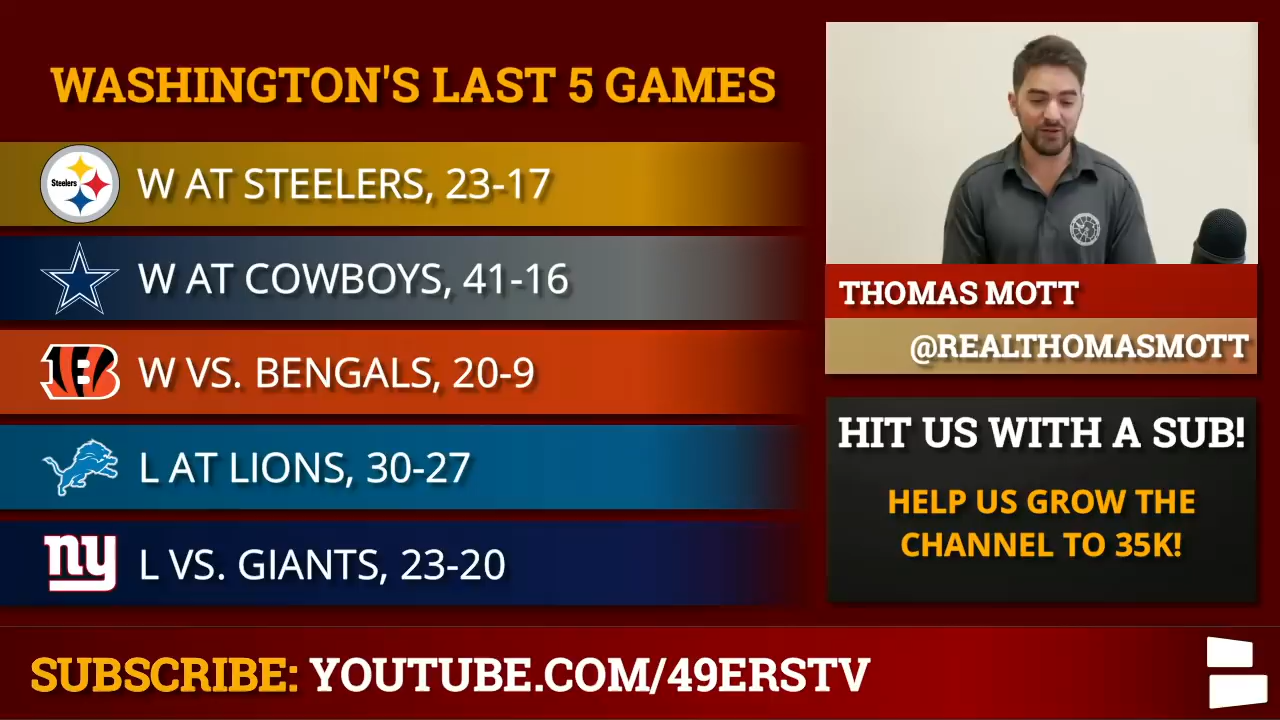 WASHINGTON'S LAST 5 GAMES
Steelers
W AT STEELERS, 23-17
W AT COWBOYS, 41-16
B
W VS. BENGALS, 20-9
L AT LIONS, 30-27
ny
L VS. GIANTS, 23-20
THOMAS MOTT
@REALTHOMASMOTT
HIT US WITH A SUB!
HELP US GROW THE
CHANNEL TO 35K!
SUBSCRIBE: YOUTUBE.COM/49ERSTV